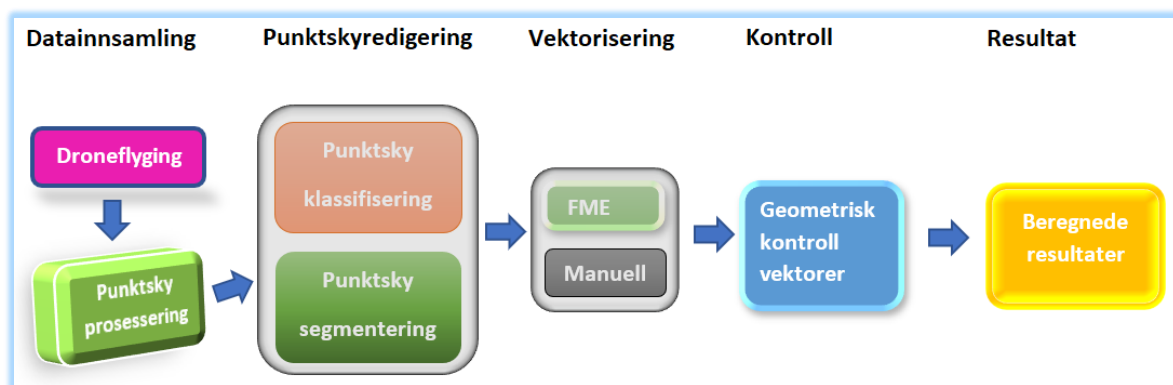 Datainnsamling
Punktskyredigering
Vektorisering
Kontroll
Resultat
Droneflyging
Punktsky
prosessering
Punktsky
klassifisering
Punktsky
segmentering
FME
Manuell
Geometrisk
kontroll
vektorer
Beregnede
resultater